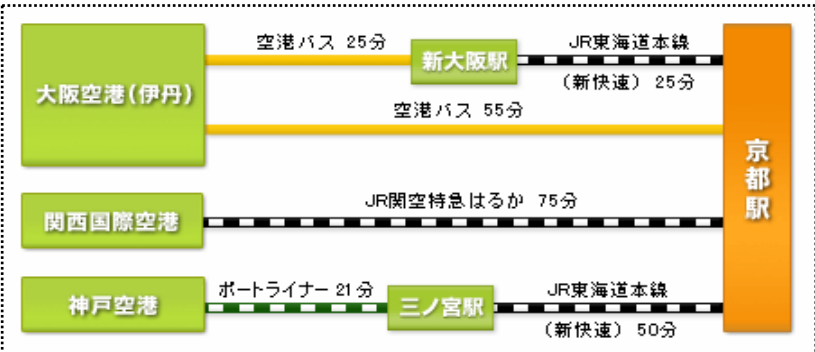 空港バス 25分
JR東海道本線
大阪空港(伊丹)
新大阪駅
(新快速) 25分
空港バス 55分
京都駅
JR関空特急はるか 75分
関西国際空港
ポートライナー 21分
JR東海道本線
神戸空港
三ノ宮駅
(新快速) 50分